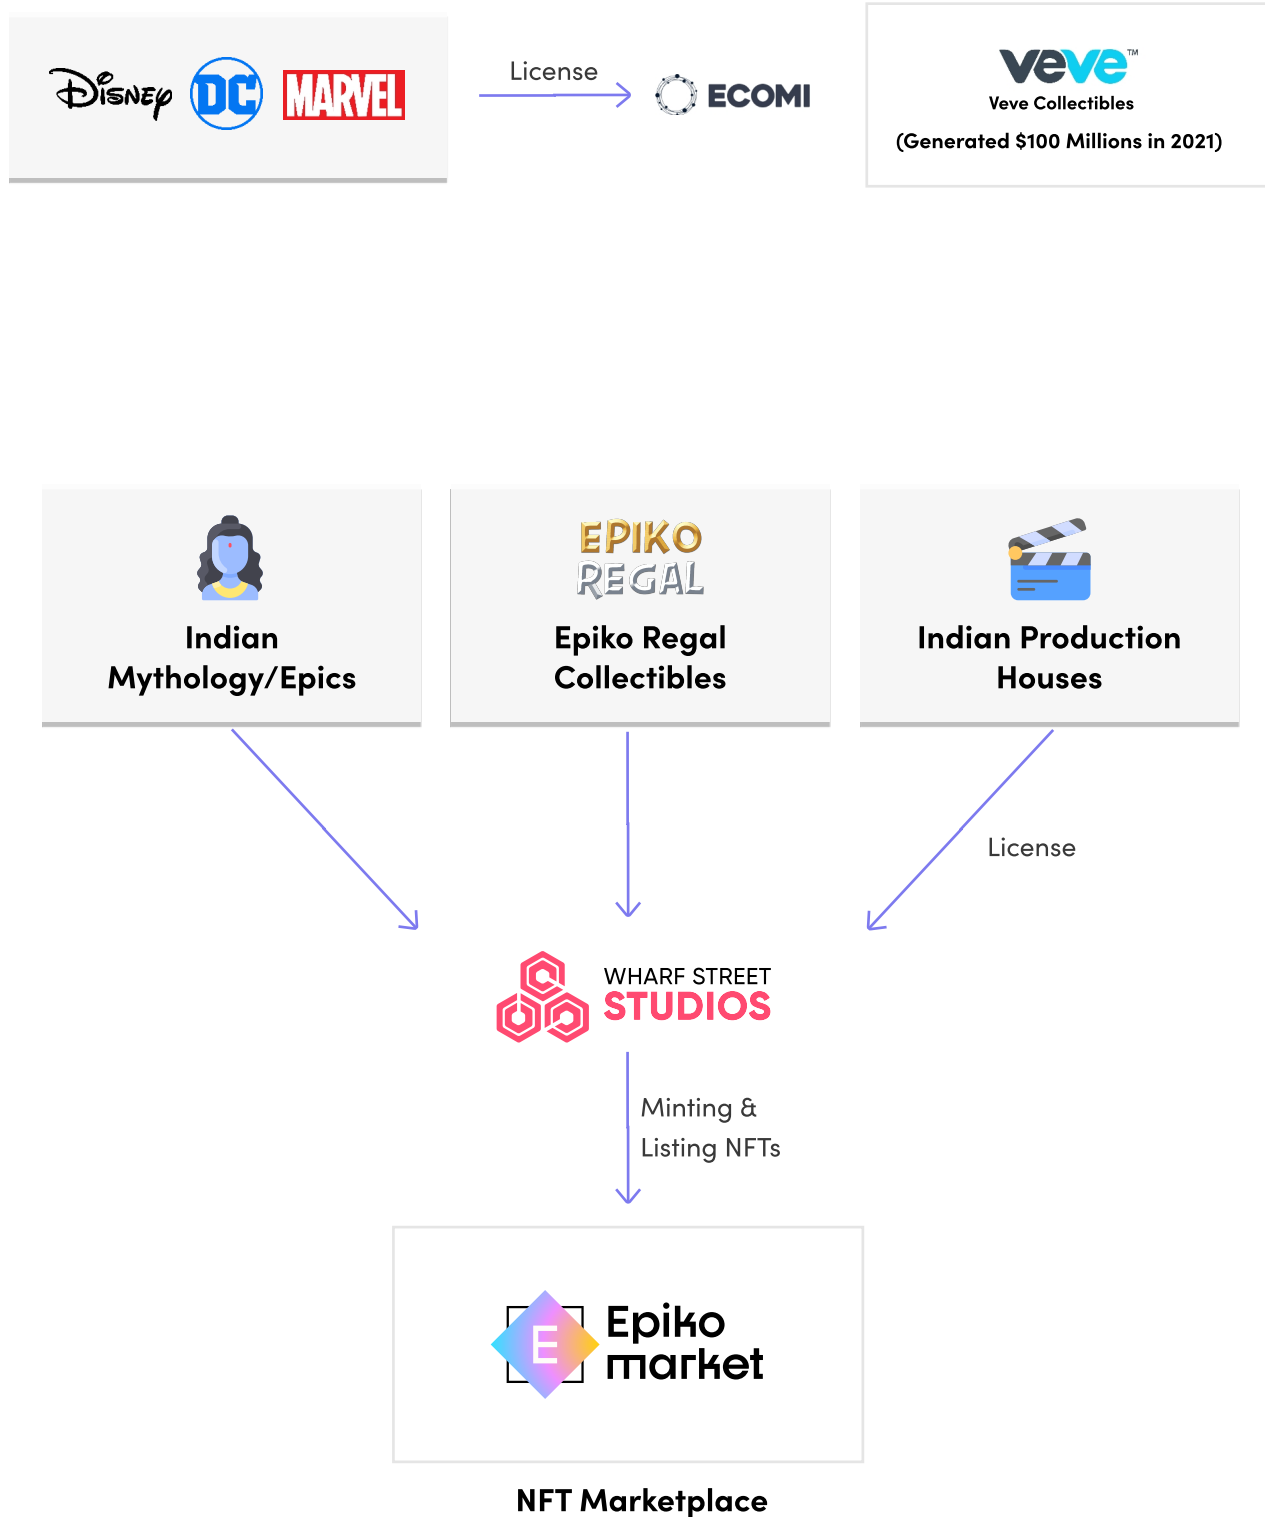 Disney
DC
MARVEL
License
ECOMI
veve™
Veve Collectibles
(Generated $100 Millions in 2021)
EPIKO
REGAL
Indian
Mythology/Epics
Epiko Regal
Collectibles
Indian Production
Houses
License
WHARF STREET
STUDIOS
Minting &
Listing NFTs
E
Epiko
market
NFT Marketplace